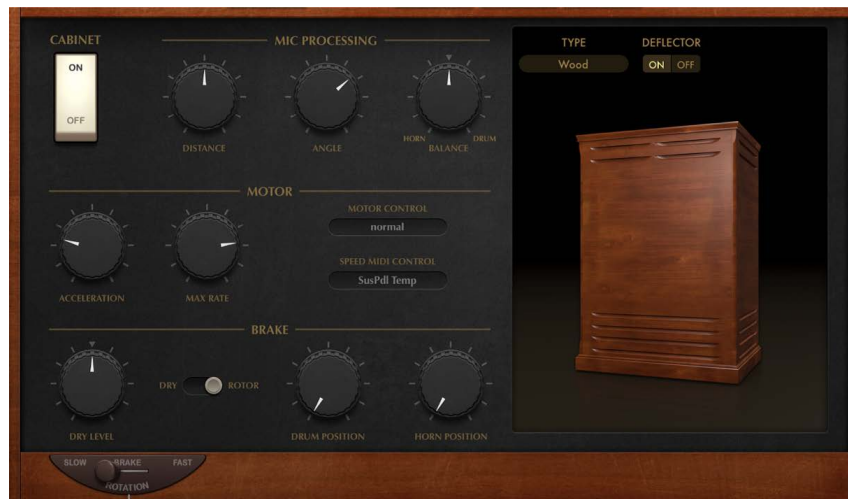 CABINET
ON
OFF
MIC PROCESSING
DISTANCE
ANGLE
HORN
DRUM
BALANCE
TYPE
Wood
DEFLECTOR
ON OFF
MOTOR
ACCELERATION
MAX RATE
MOTOR CONTROL
normal
SPEED MIDI CONTROL
SusPdl Temp
BRAKE
DRY LEVEL
DRY
ROTOR
DRUM POSITION
HORN POSITION
SLOW
BRAKE
FAST
ROTATION